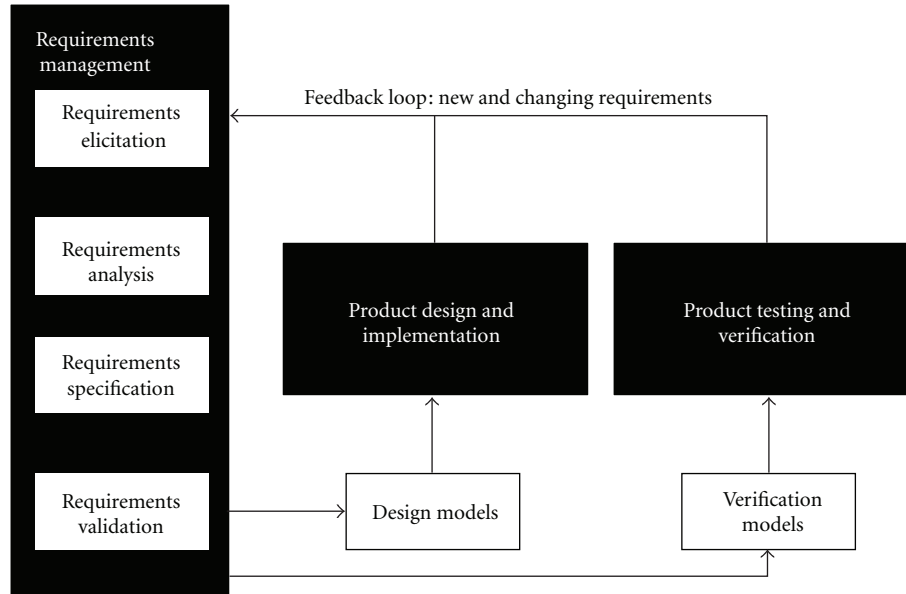 Requirements
management
Requirements
elicitation
Requirements
analysis
Requirements
specification
Requirements
validation
Feedback loop: new and changing requirements
Product design and
implementation
Product testing and
verification
Design models
Verification
models